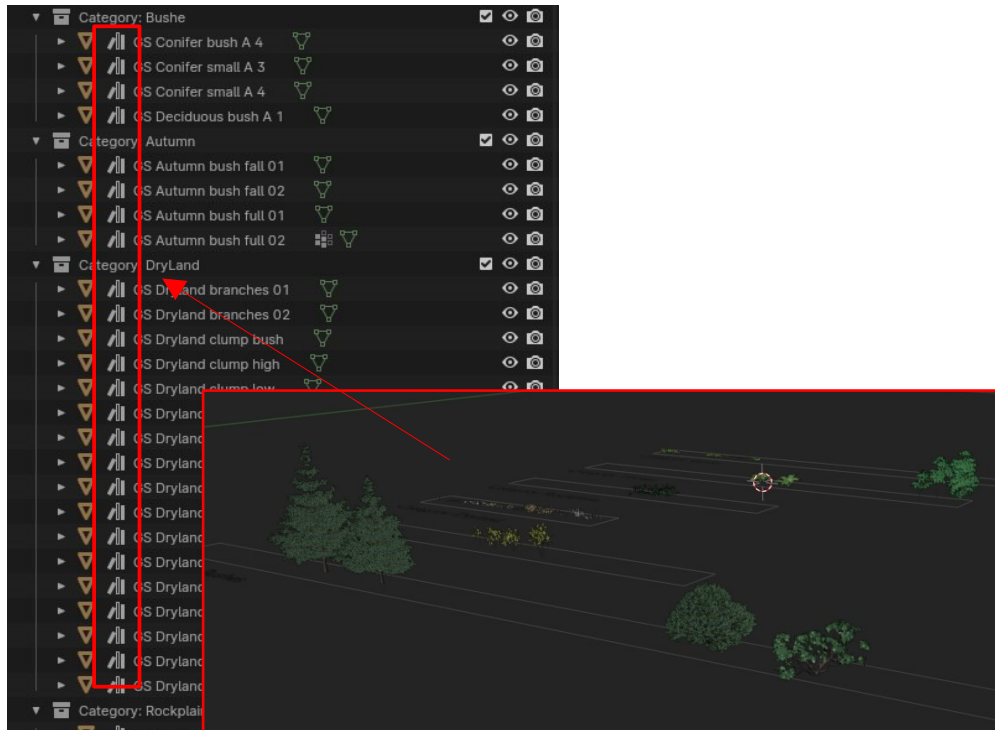 Category: Bushe
GS Conifer bush A 4
GS Conifer small A 3
GS Conifer small A 4
GS Deciduous bush A 1
Category: Autumn
GS Autumn bush fall 01
GS Autumn bush fall 02
GS Autumn bush full 01
GS Autumn bush full 02
Category: DryLand
GS Dryland branches 01
GS Dryland branches 02
GS Dryland clump bush
GS Dryland clump high
GS Dryland clump low
GS Dryland
GS Dryland
GS Dryland
GS Dryland
GS Dryland
GS Dryland
GS Dryland
GS Dryland
GS Dryland
GS Dryland
GS Dryland
GS Dryland
Category: Rockplai